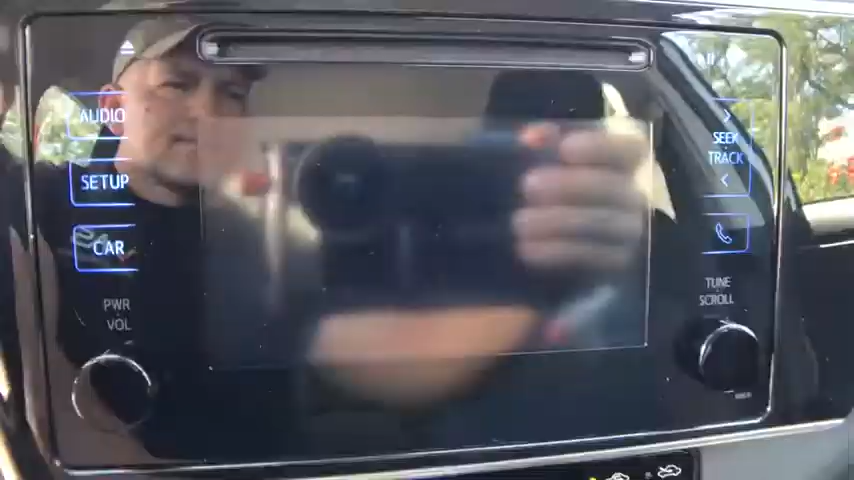 AUDIO
SETUP
CAR
PWR
VOL
SEEK
TRACK
TUNE
SCROLL